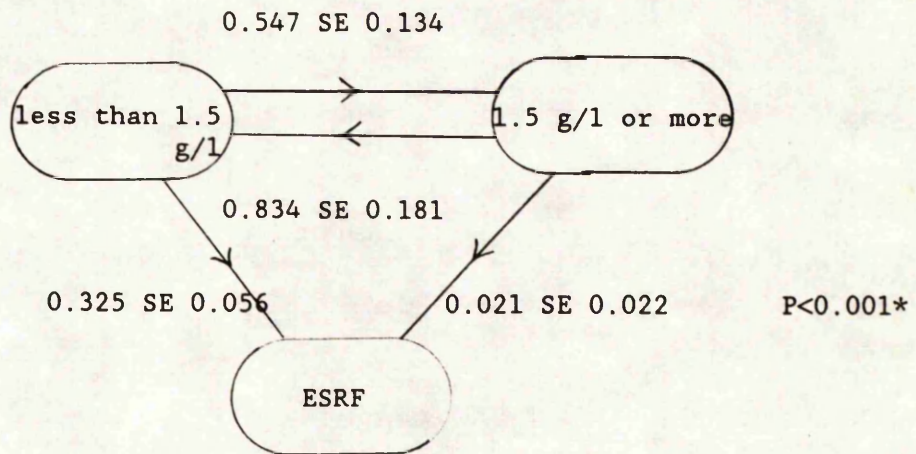 0.547 SE 0.134
less than 1.5
g/l
1.5 g/l or more
0.834 SE 0.181
0.325 SE 0.056
0.021 SE 0.022
P<0.001*
ESRF